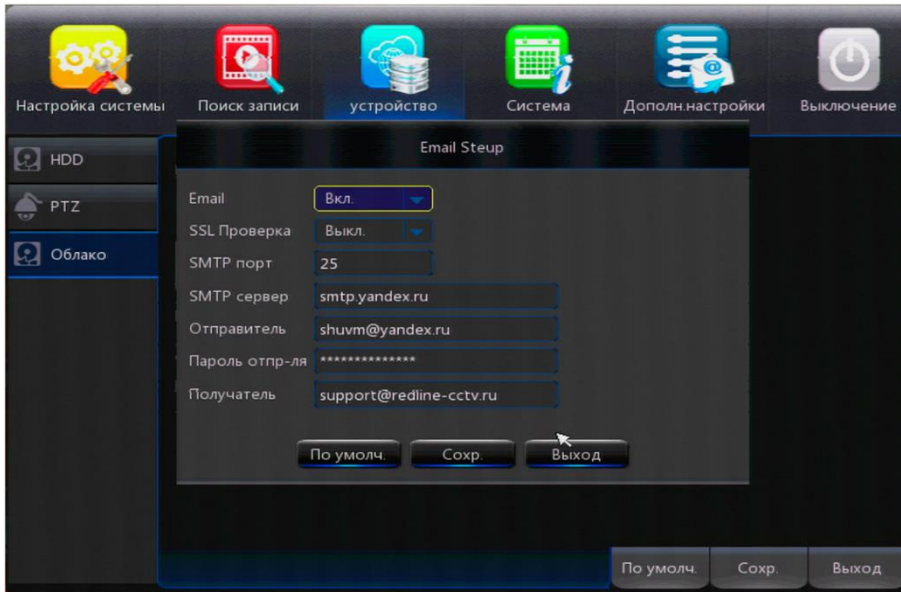 Настройка системы
Поиск записи
устройство
Система
Дополн.настройки
Выключение
Email Steup
HDD
PTZ
Облако
Email Вкл.
SSL Проверка Выкл.
SMTP порт 25
SMTP сервер smtp.yandex.ru
Отправитель shuvm@yandex.ru
Пароль отпр-ля **************
Получатель support@redline-cctv.ru
По умолч. Сохр. Выход
По умолч. Сохр. Выход